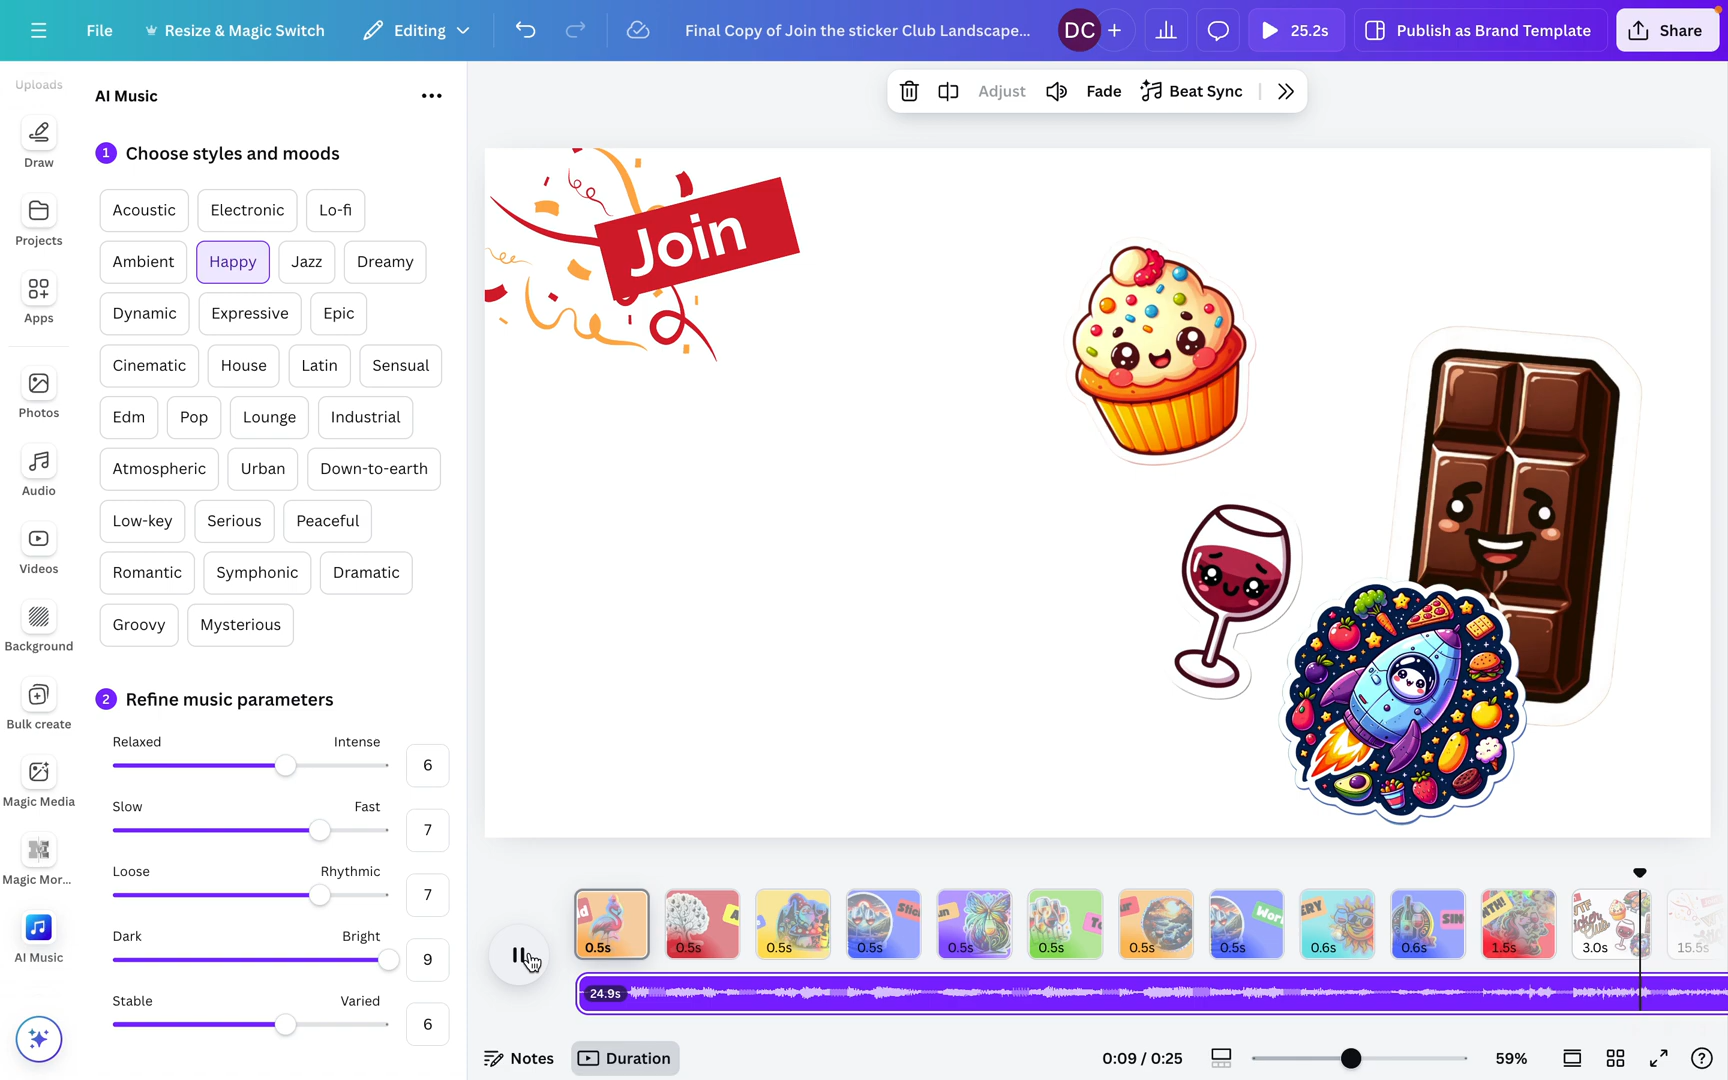 File
Resize & Magic Switch
Editing
Final Copy of Join the sticker Club Landscape...
DC
25.2s
Publish as Brand Template
Share
Uploads
Draw
Projects
Apps
Photos
Audio
Videos
Background
Bulk create
Magic Media
Magic Mor...
AI Music
AI Music
1 Choose styles and moods
Acoustic Electronic Lo-fi
Ambient Happy Jazz Dreamy
Dynamic Expressive Epic
Cinematic House Latin Sensual
Edm Pop Lounge Industrial
Atmospheric Urban Down-to-earth
Low-key Serious Peaceful
Romantic Symphonic Dramatic
Groovy Mysterious
2 Refine music parameters
Relaxed Intense
6
Slow Fast
7
Loose Rhythmic
7
Dark Bright
9
Stable Varied
6
Adjust Fade Beat Sync
Join
0.5s 0.5s 0.5s 0.5s 0.5s 0.5s 0.5s 0.5s 0.6s 0.6s 1.5s 3.0s 15.5s
24.9s
Notes Duration
0:09 / 0:25
59%